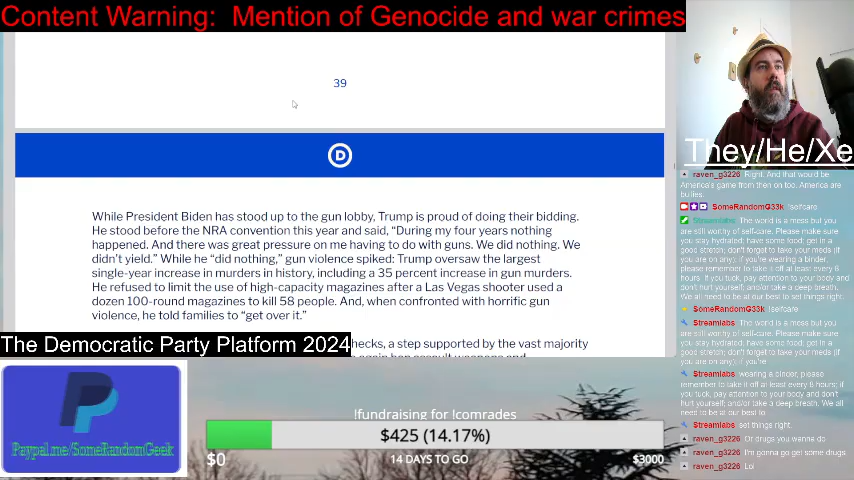 Content Warning: Mention of Genocide and war crimes
39
D
While President Biden has stood up to the gun lobby, Trump is proud of doing their bidding.
He stood before the NRA convention this year and said, “During my four years nothing
happened. And there was great pressure on me having to do with guns. We did nothing. We
didn’t yield.” While he “did nothing,” gun violence spiked: Trump oversaw the largest
single-year increase in murders in history, including a 35 percent increase in gun murders.
He refused to limit the use of high-capacity magazines after a Las Vegas shooter used a
dozen 100-round magazines to kill 58 people. And, when confronted with horrific gun
violence, he told families to “get over it.”
hecks, a step supported by the vast majority
The Democratic Party Platform 2024
Paypal.me/SomeRandomGeek
!fundraising for !comrades
$425 (14.17%)
$0
14 DAYS TO GO
$3000
They/He/Xe
raven_g3226 Right. And that would be
America's game from then on too. America are
bullies.
SomeRandomG33k !selfcare
Streamlabs The world is a mess but you
are still worthy of self-care. Please make sure
you stay hydrated; have some food; get in a
good stretch; don't forget to take your meds (if
you are on any); if you're wearing a binder,
please remember to take it off at least every 8
hours; if you tuck, pay attention to your body and
don't hurt yourself; and/or take a deep breath.
We all need to be at our best to set things right.
SomeRandomG33k !selfcare
Streamlabs The world is a mess but you
are still worthy of self-care. Please make sure
you stay hydrated; have some food; get in a
good stretch; don't forget to take your meds (if
you are on any); if you're
Streamlabs wearing a binder, please
remember to take it off at least every 8 hours; if
you tuck, pay attention to your body and don't
hurt yourself; and/or take a deep breath. We all
need to be at our best to
Streamlabs set things right.
raven_g3226 Or drugs you wanna do
raven_g3226 I'm gonna go get some drugs
raven_g3226 Lol